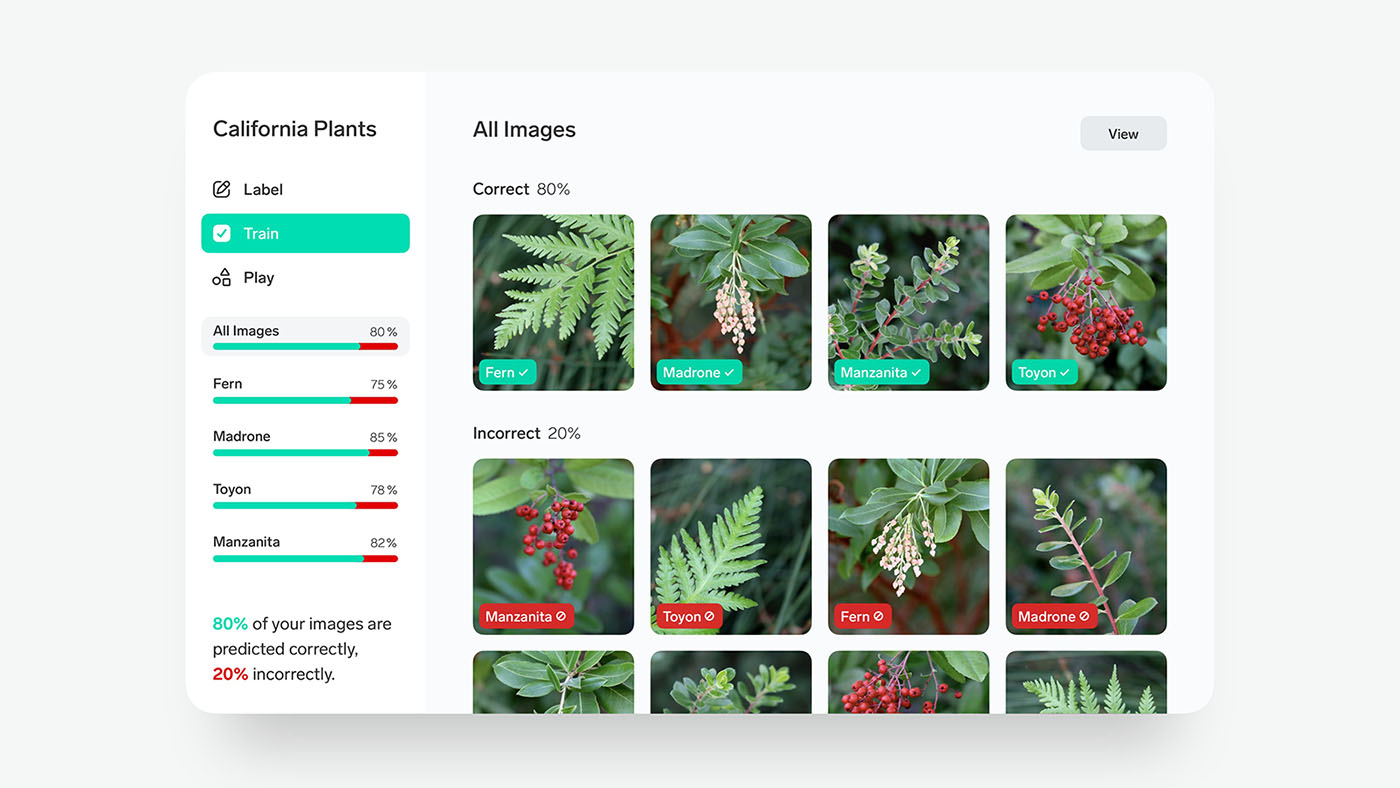 California Plants
Label
Train
Play
All Images 80%
Fern 75%
Madrone 85%
Toyon 78%
Manzanita 82%
80% of your images are
predicted correctly,
20% incorrectly.
All Images
View
Correct 80%
Fern
Madrone
Manzanita
Toyon
Incorrect 20%
Manzanita
Toyon
Fern
Madrone